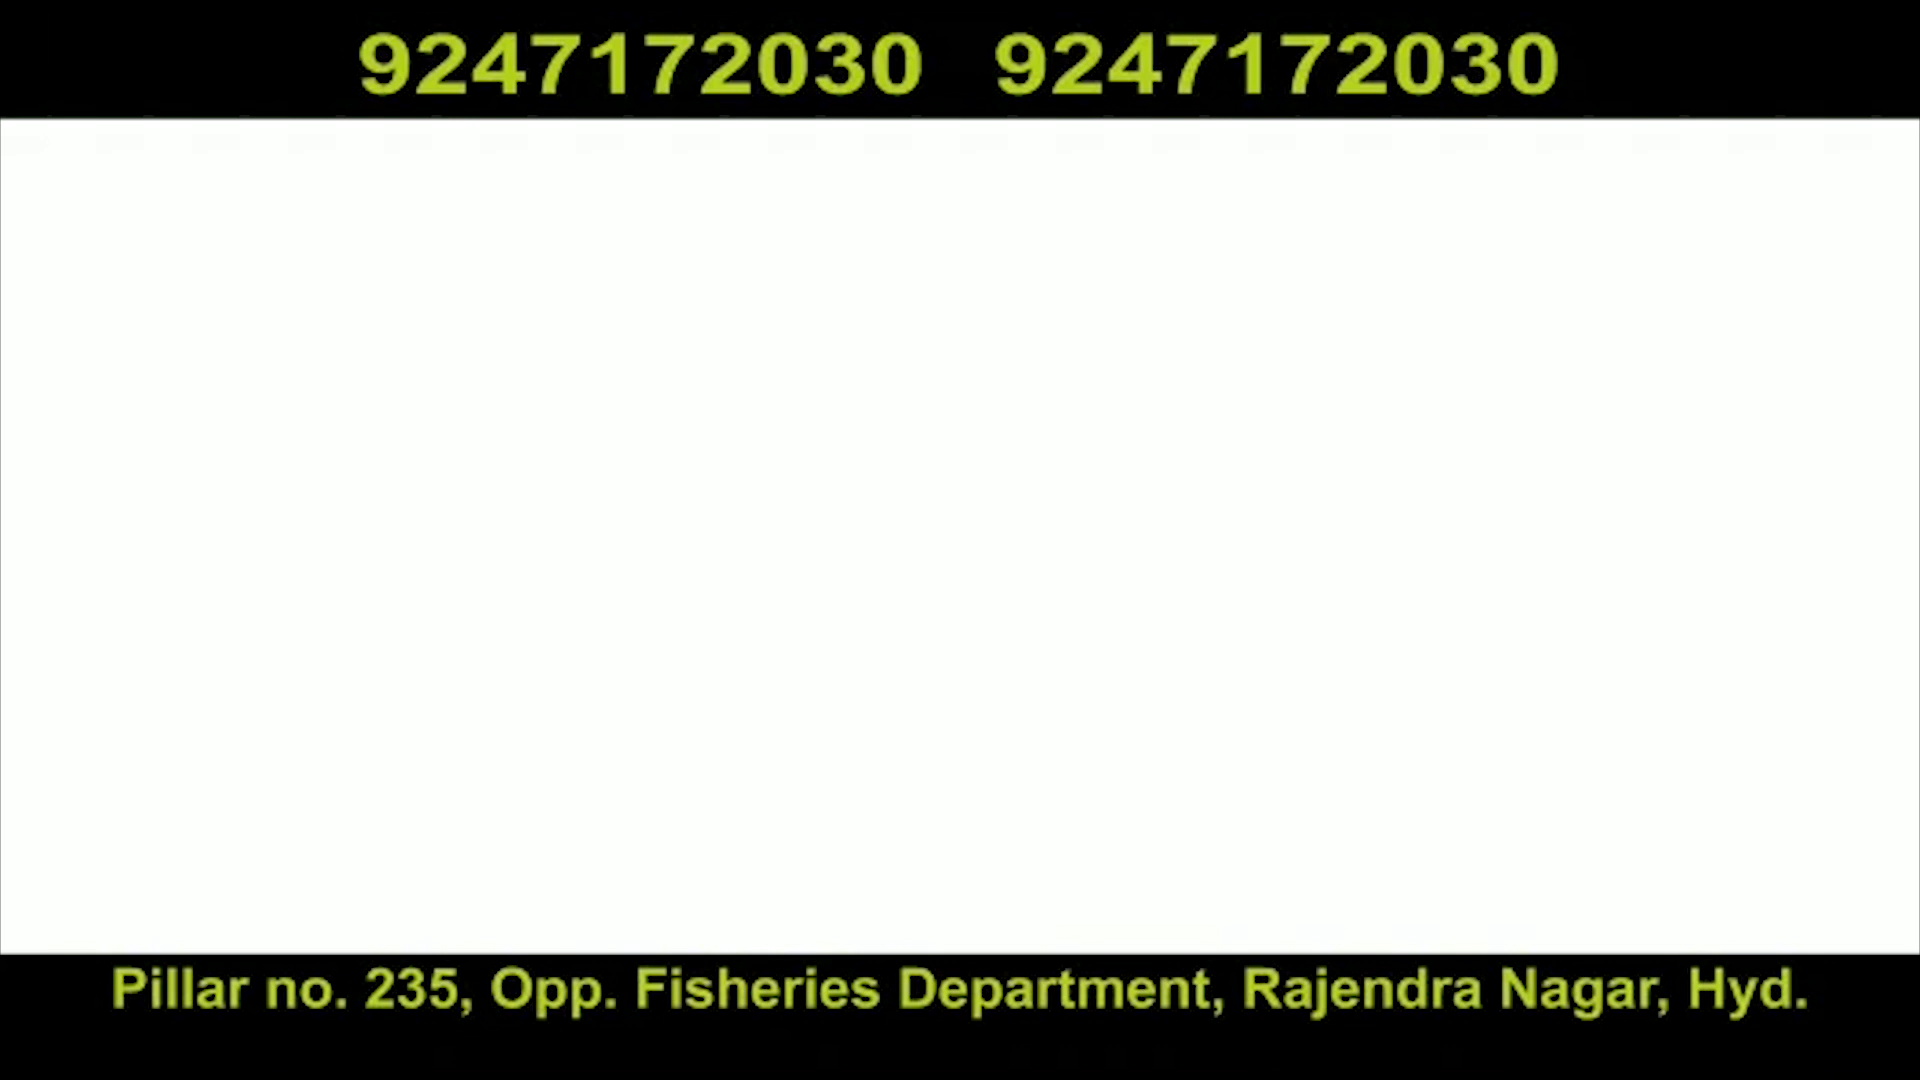 9247172030 9247172030
Pillar no. 235, Opp. Fisheries Department, Rajendra Nagar, Hyd.